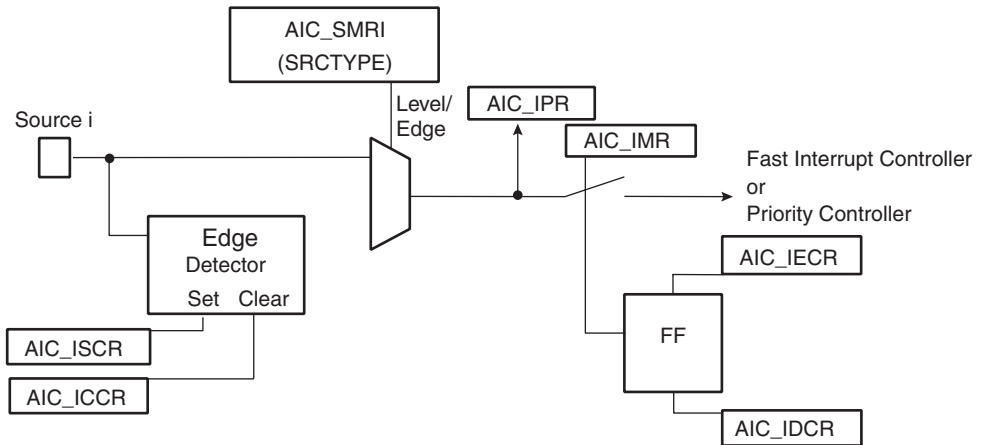 AIC_SMRI
(SRCTYPE)
Source i
Level/
Edge
AIC_IPR
AIC_IMR
Fast Interrupt Controller
or
Priority Controller
Edge
Detector
Set Clear
AIC_IECR
FF
AIC_ISCR
AIC_ICCR
AIC_IDCR